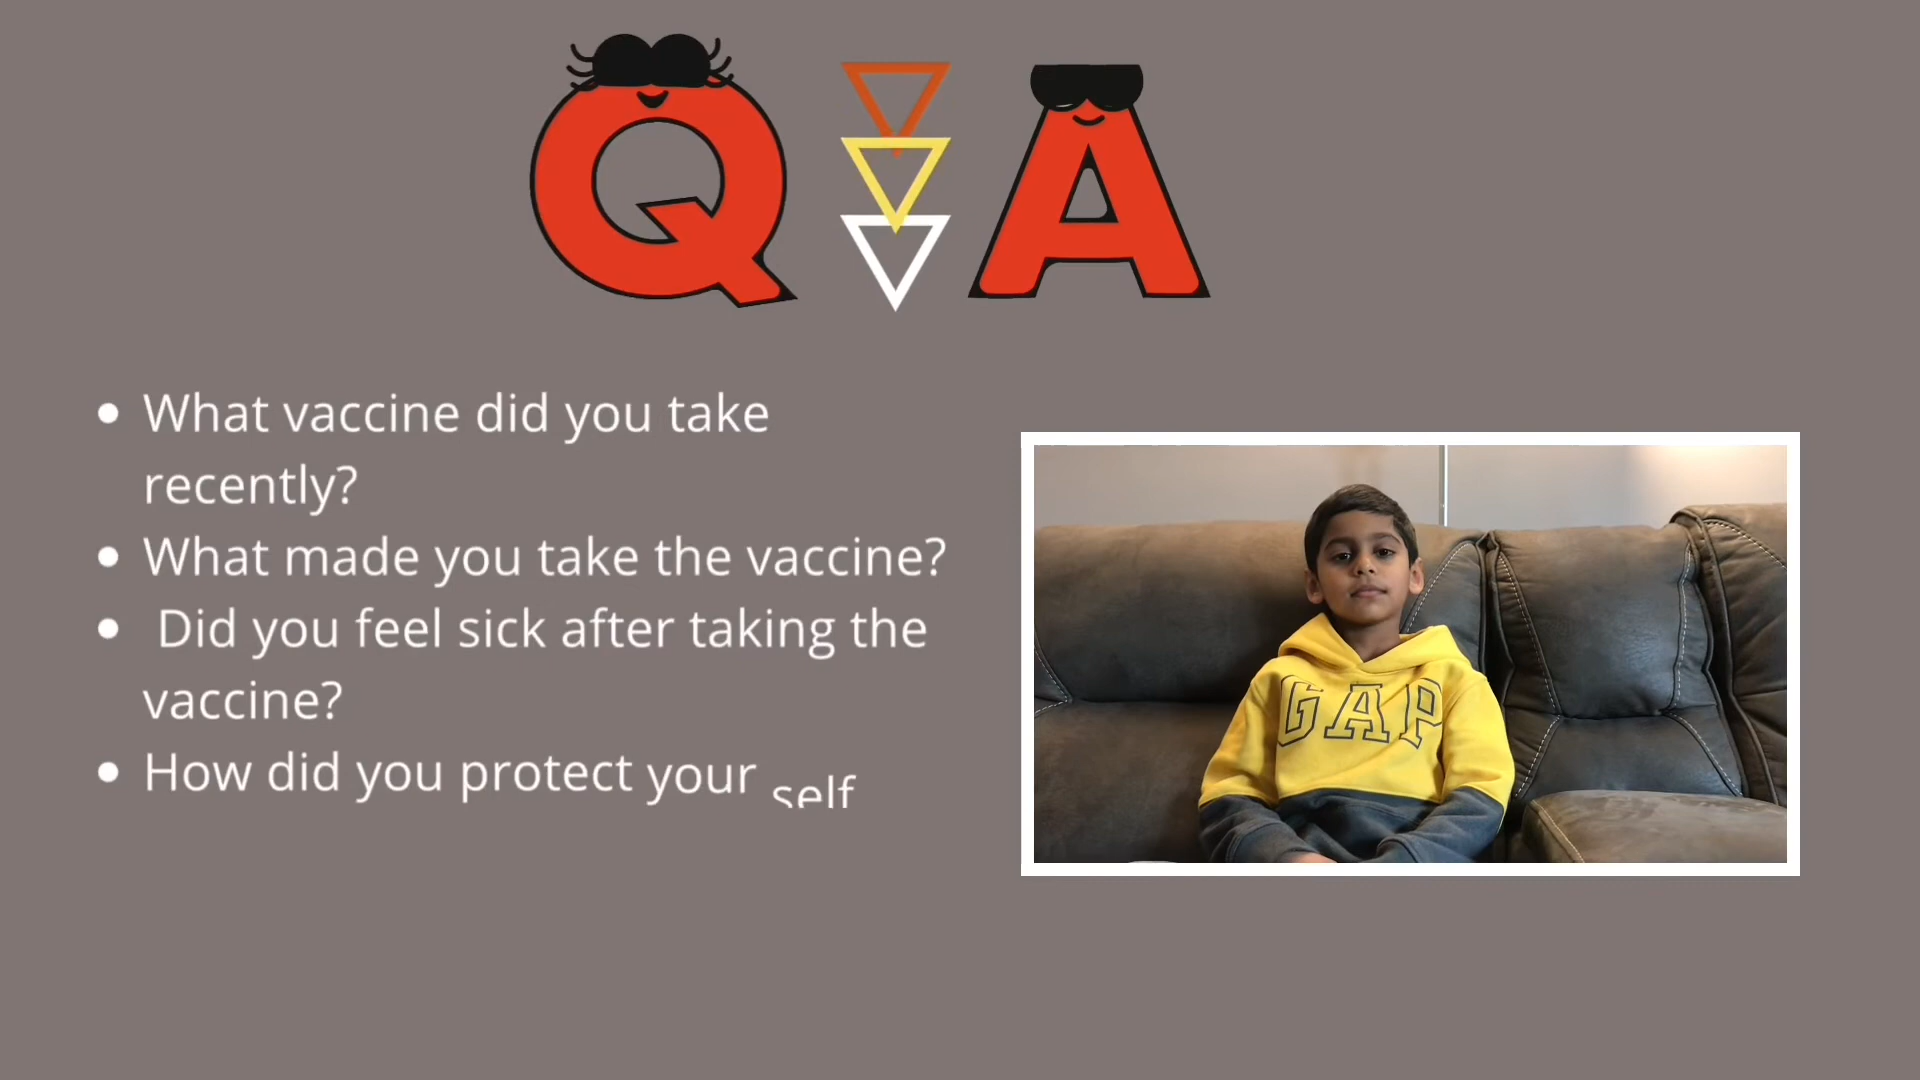 Q A
What vaccine did you take
recently?
What made you take the vaccine?
Did you feel sick after taking the
vaccine?
How did you protect your self
GAP